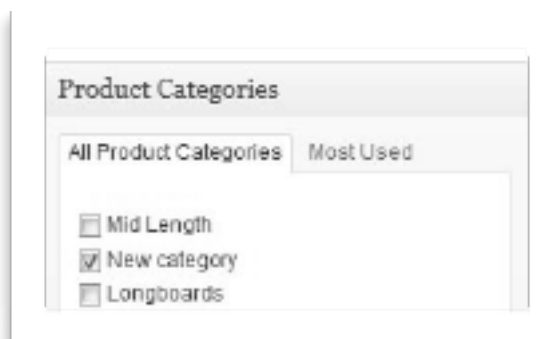 Product Categories
All Product Categories Most Used
Mid Length
New category
Longboards